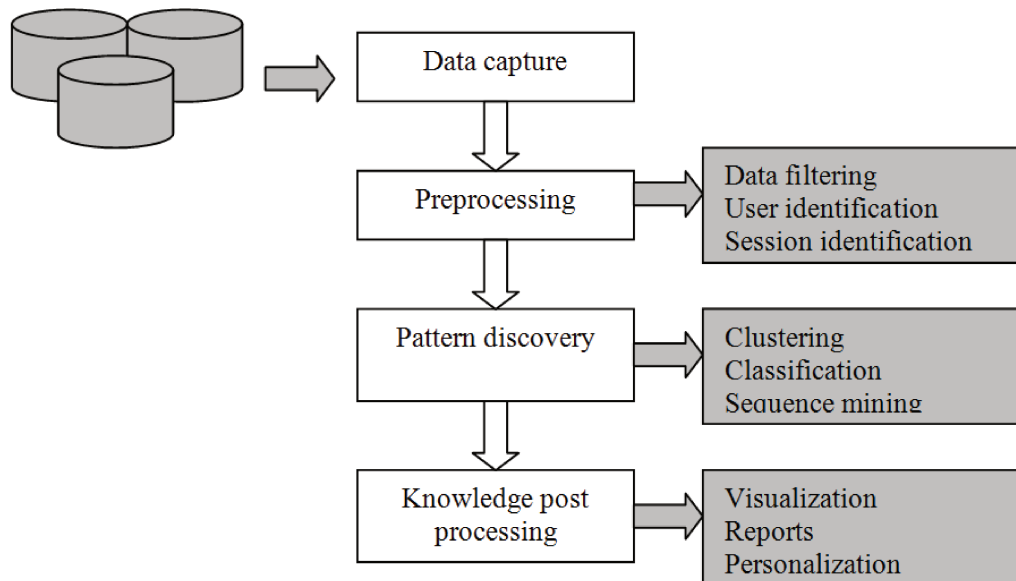 Data capture
Preprocessing
Data filtering
User identification
Session identification
Pattern discovery
Clustering
Classification
Sequence mining
Knowledge post
processing
Visualization
Reports
Personalization